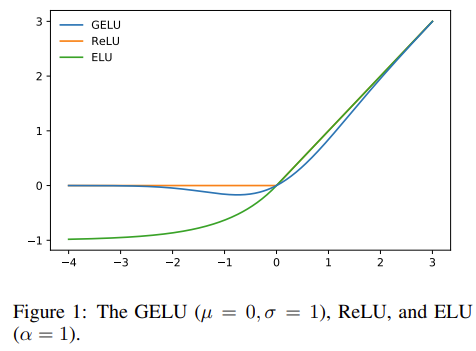 GELU
ReLU
ELU
3
2
1
0
−1
−4 −3 −2 −1 0 1 2 3
Figure 1: The GELU (μ = 0, σ = 1), ReLU, and ELU
(α = 1).